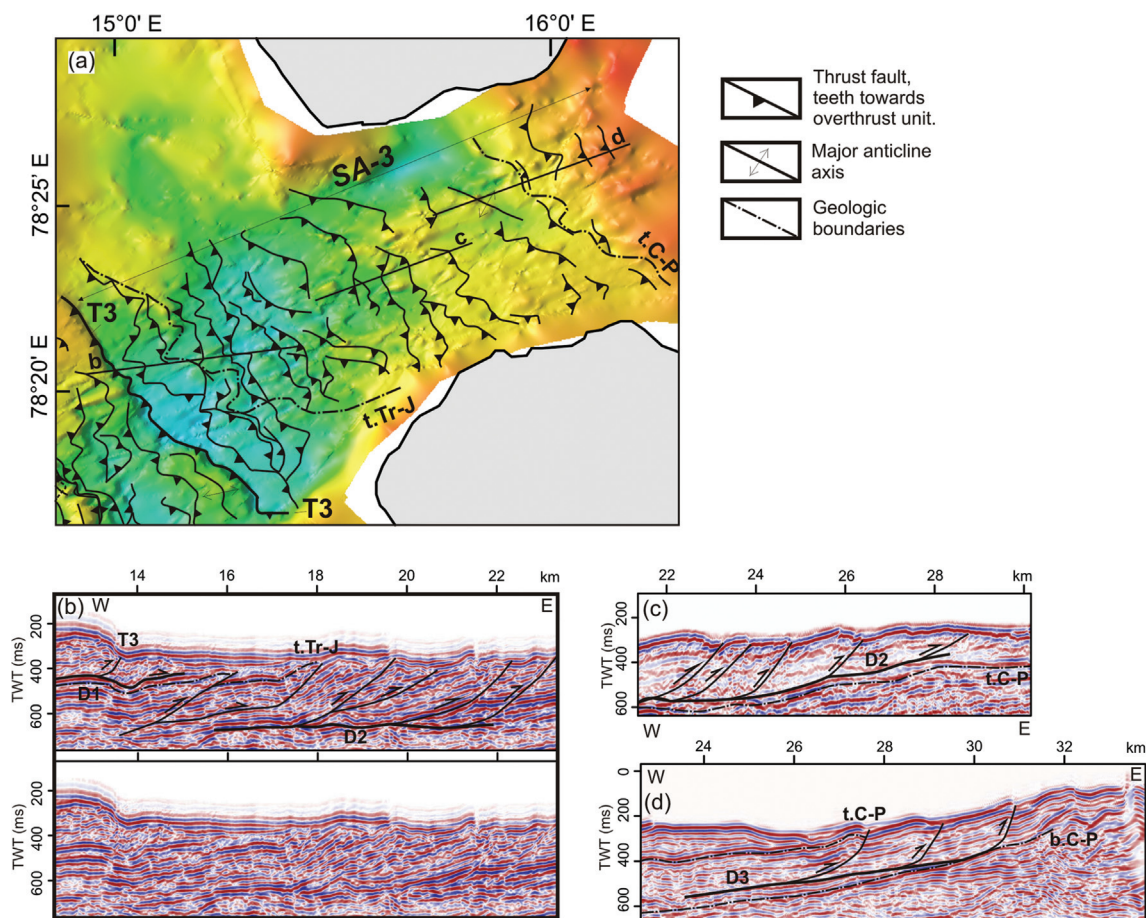 15°0' E
16°0' E
(a)
78°25' E
78°20' E
SA-3
T3
T3
b
c
d
t.C-P
t.Tr-J
Thrust fault,
teeth towards
overthrust unit.
Major anticline
axis
Geologic
boundaries
14 16 18 20 22 km
(b) W
E
TWT (ms)
200
400
600
T3
t.Tr-J
D1
D2
TWT (ms)
200
400
600
22 24 26 28 30 km
(c)
TWT (ms)
200
400
600
D2
t.C-P
W
E
24 26 28 30 32 km
W
E
(d)
TWT (ms)
0
200
400
600
t.C-P
b.C-P
D3